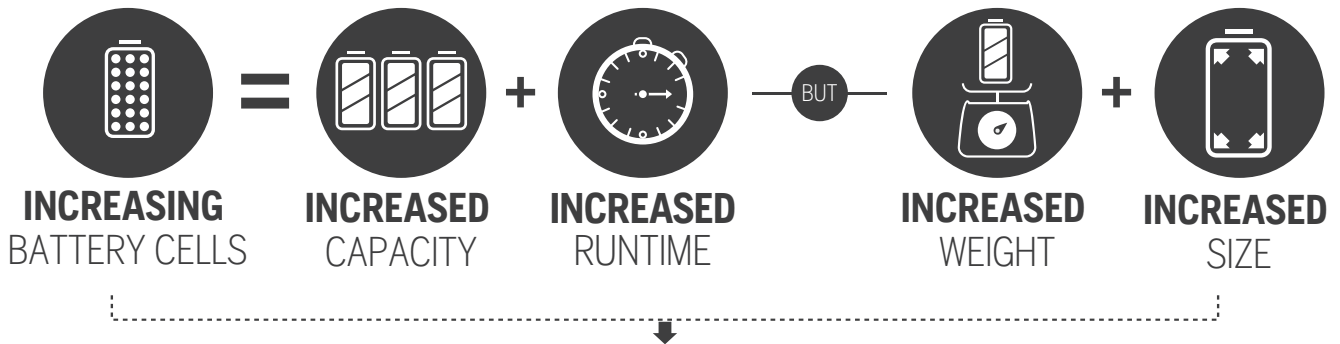 BUT
INCREASING
BATTERY CELLS
INCREASED
CAPACITY
INCREASED
RUNTIME
INCREASED
WEIGHT
INCREASED
SIZE